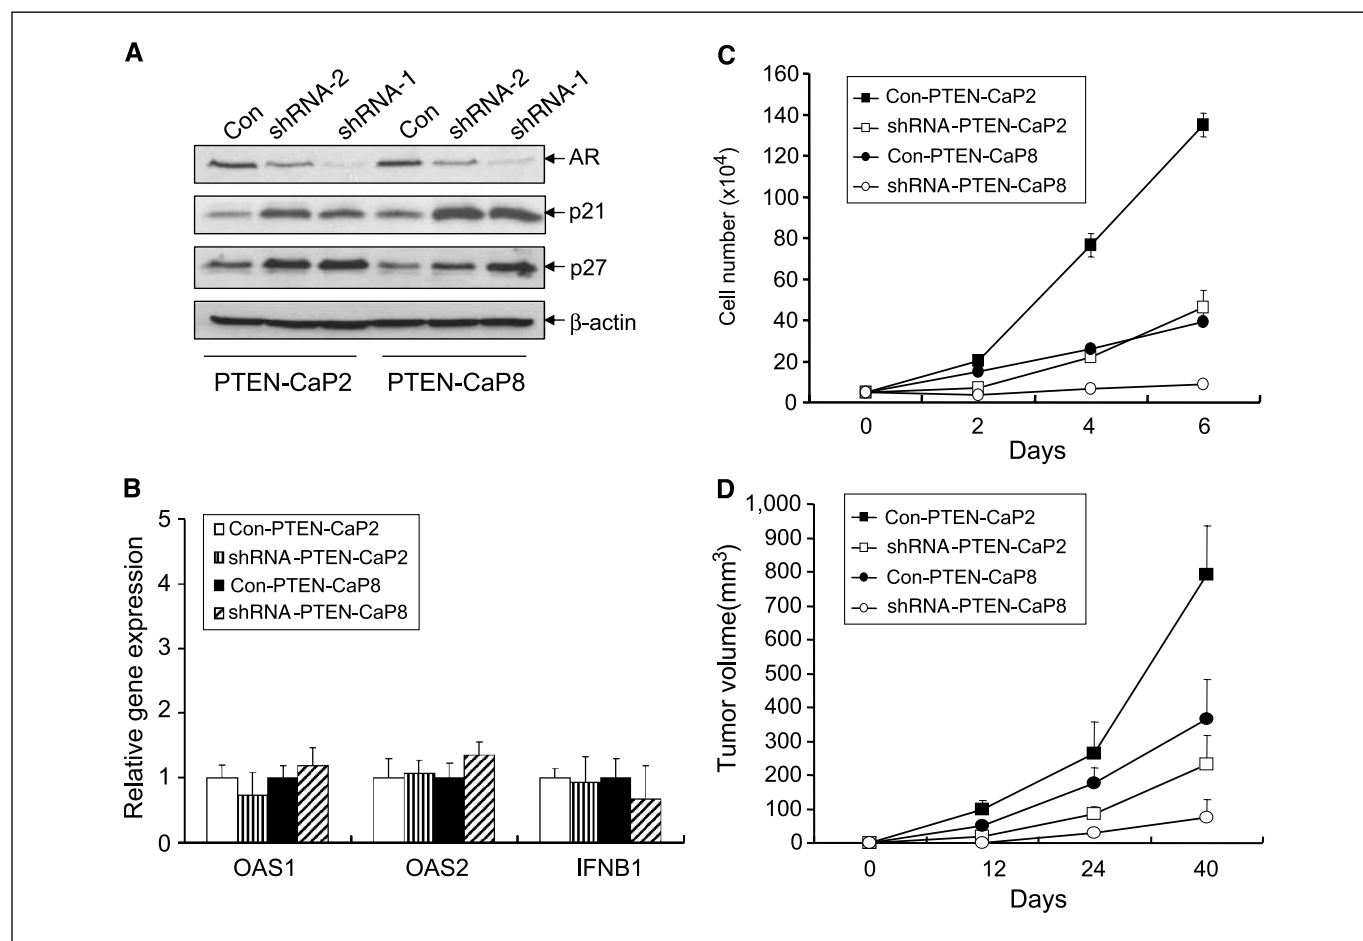 A
Con
shRNA-2
shRNA-1
Con
shRNA-2
shRNA-1
AR
p21
p27
β-actin
PTEN-CaP2
PTEN-CaP8
B
Relative gene expression
5
4
3
2
1
0
Con-PTEN-CaP2
shRNA-PTEN-CaP2
Con-PTEN-CaP8
shRNA-PTEN-CaP8
OAS1
OAS2
IFNB1
C
Cell number (x10⁴)
160
140
120
100
80
60
40
20
0
Con-PTEN-CaP2
shRNA-PTEN-CaP2
Con-PTEN-CaP8
shRNA-PTEN-CaP8
0
2
4
6
Days
D
Tumor volume(mm³)
1,000
900
800
700
600
500
400
300
200
100
0
Con-PTEN-CaP2
shRNA-PTEN-CaP2
Con-PTEN-CaP8
shRNA-PTEN-CaP8
0
12
24
40
Days